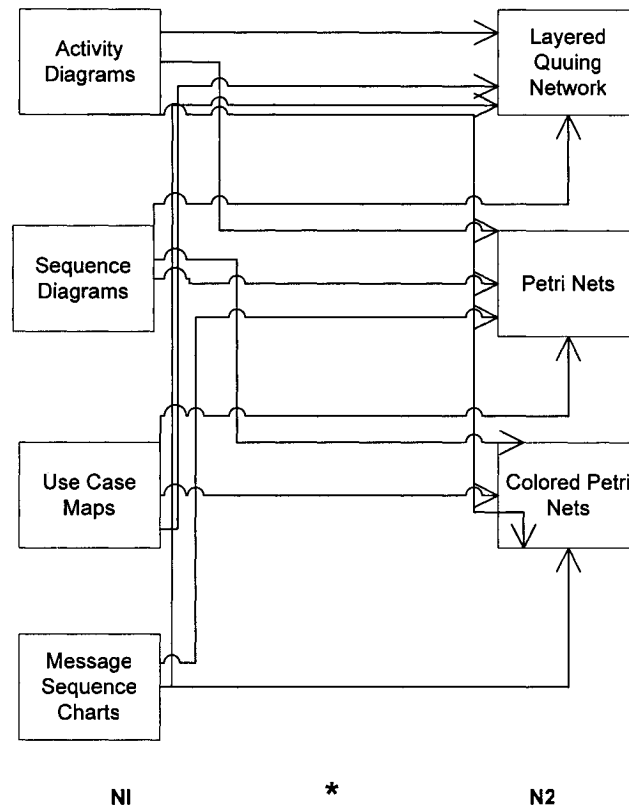 Activity
Diagrams
Layered
Quuing
Network
Sequence
Diagrams
Petri Nets
Use Case
Maps
Colored Petri
Nets
Message
Sequence
Charts
NI
*
N2